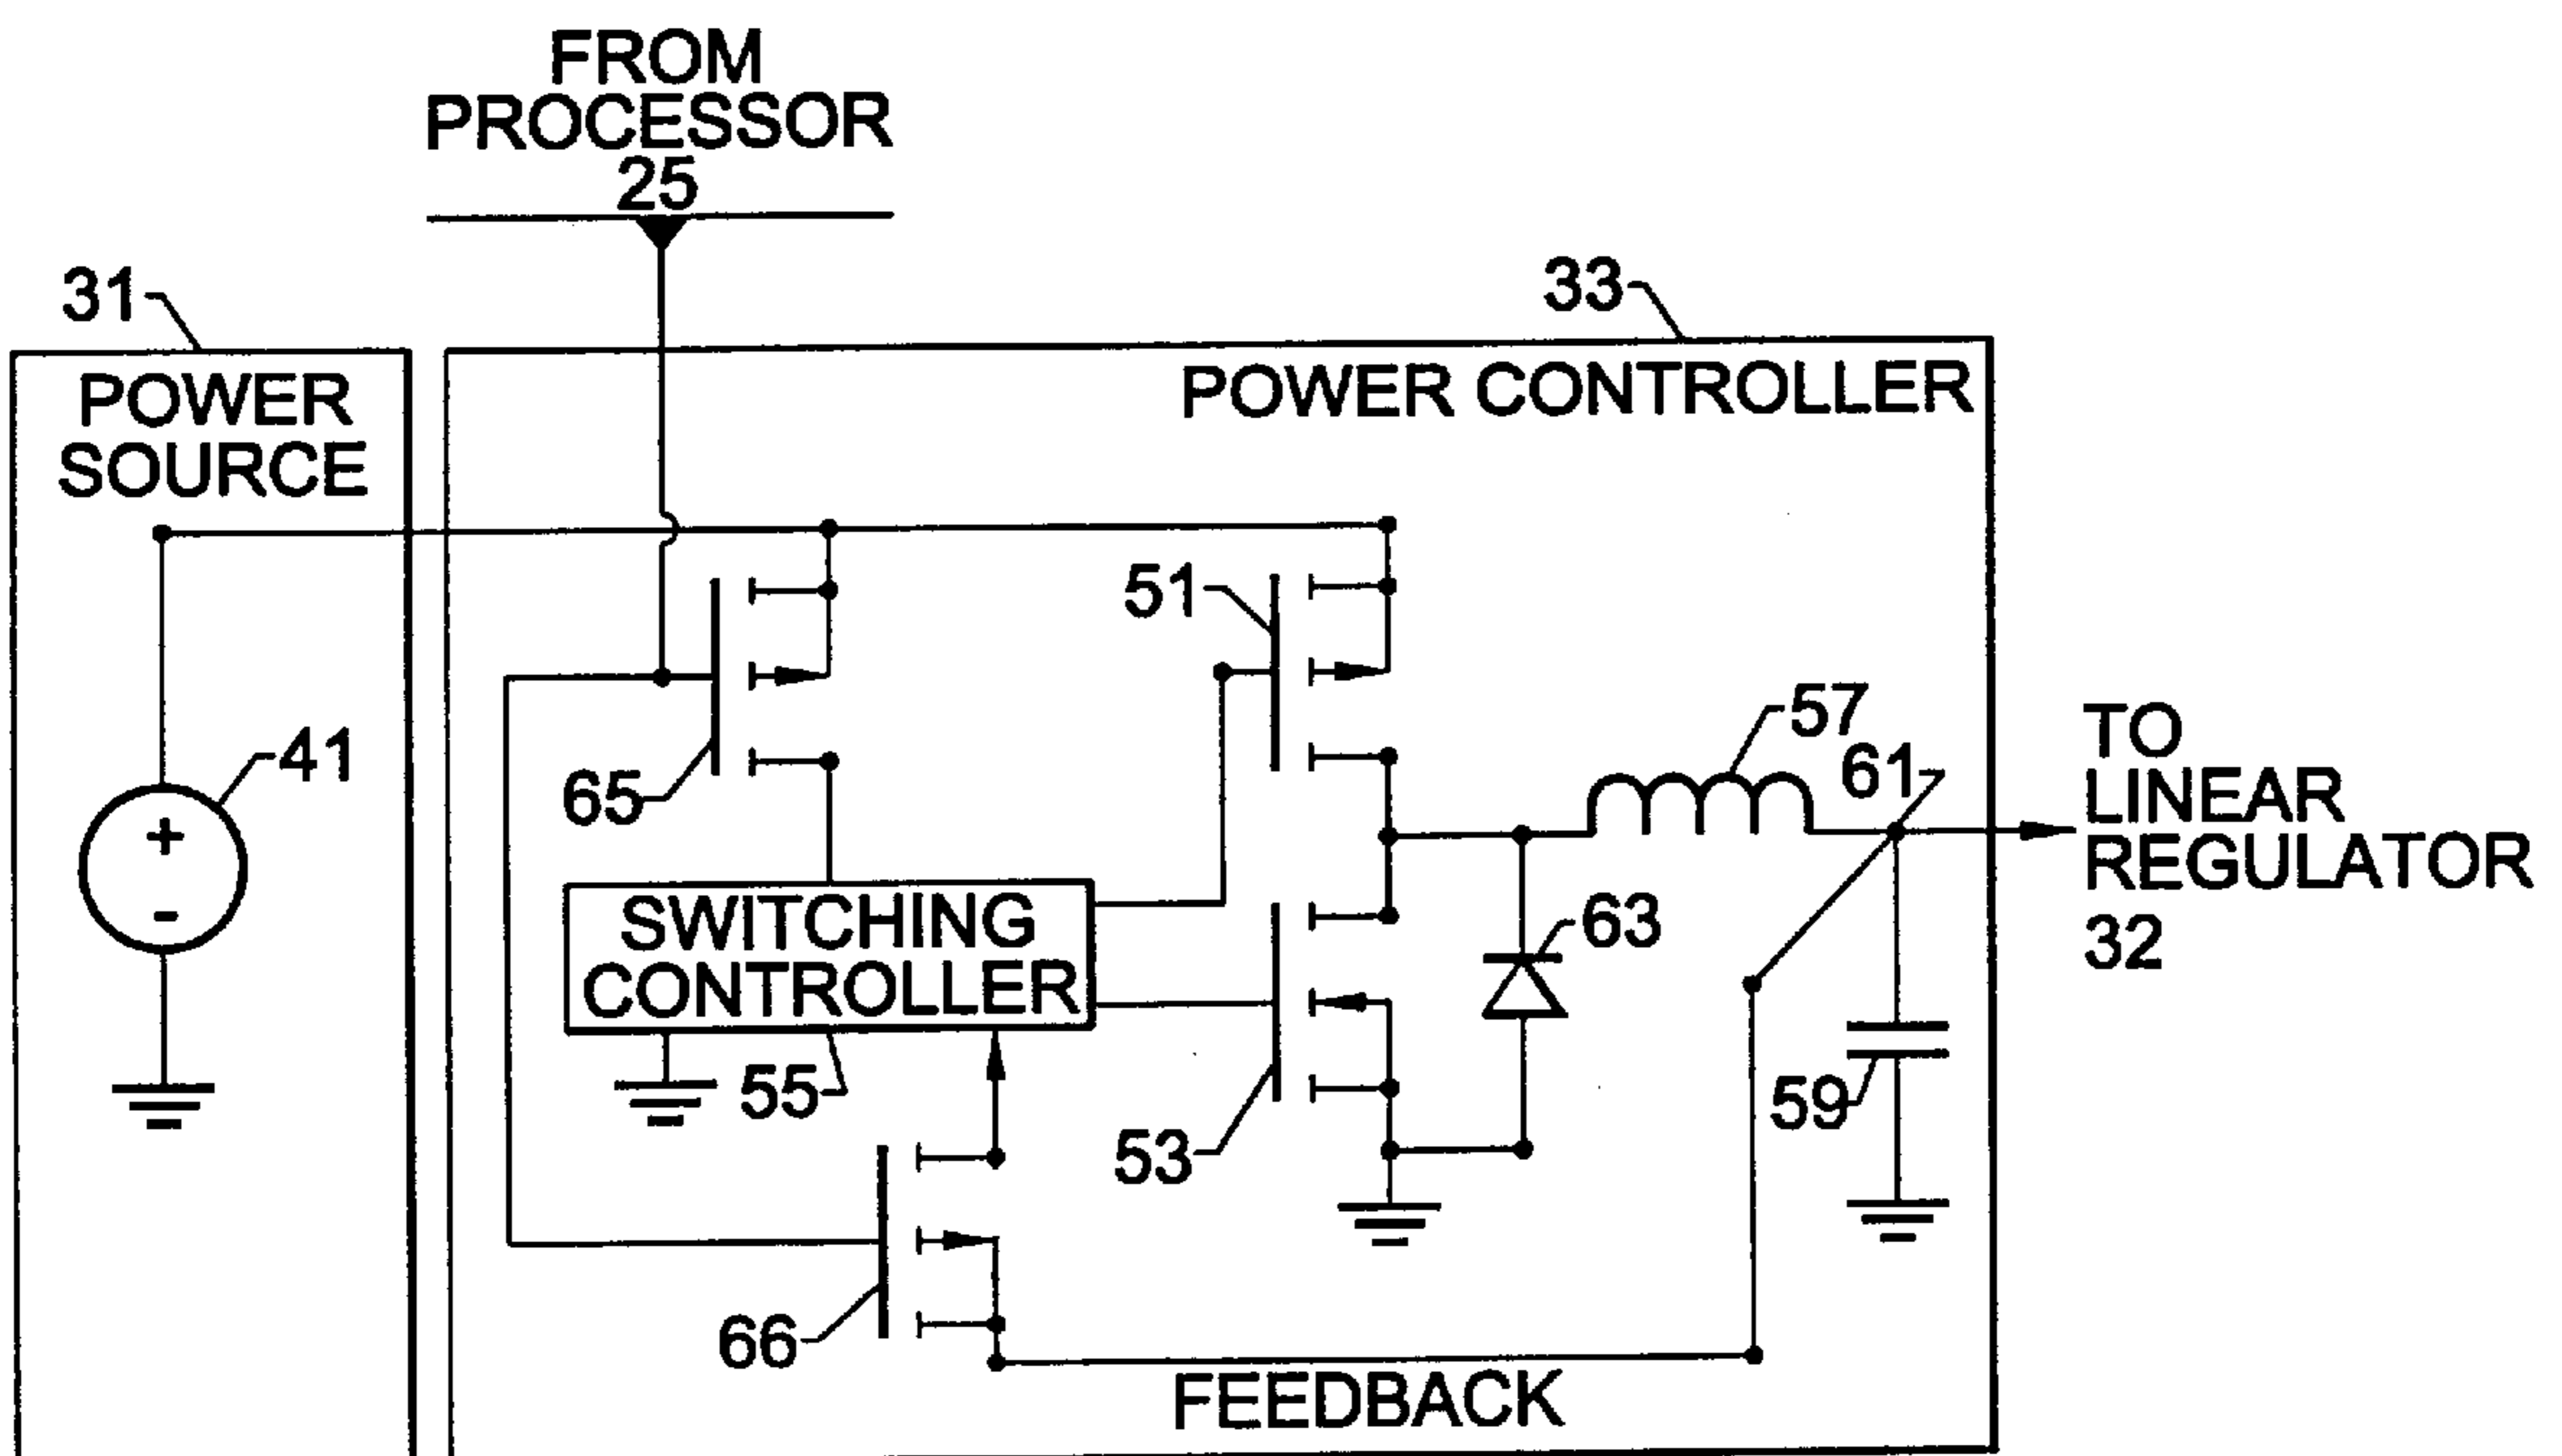 FROM
PROCESSOR
25
31
33
POWER
SOURCE
POWER CONTROLLER
51
57
61
TO
LINEAR
REGULATOR
32
41
+
-
65
SWITCHING
CONTROLLER
63
55
53
59
66
FEEDBACK